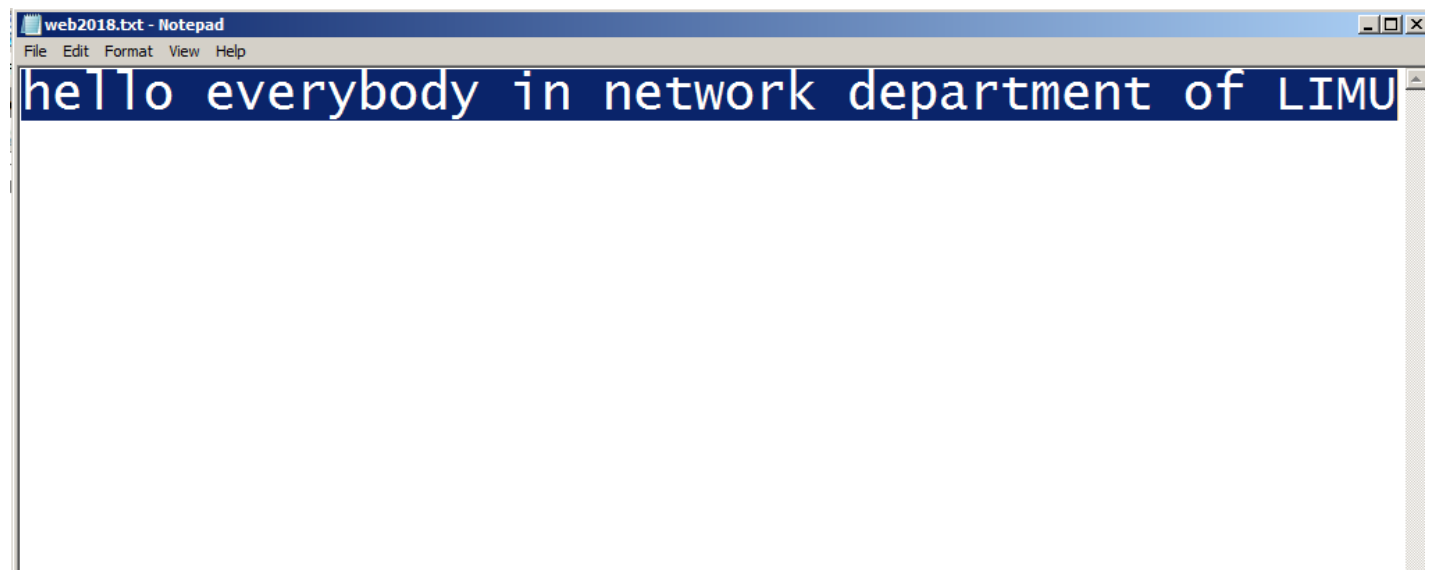 web2018.txt - Notepad
File Edit Format View Help
hello everybody in network department of LIMU